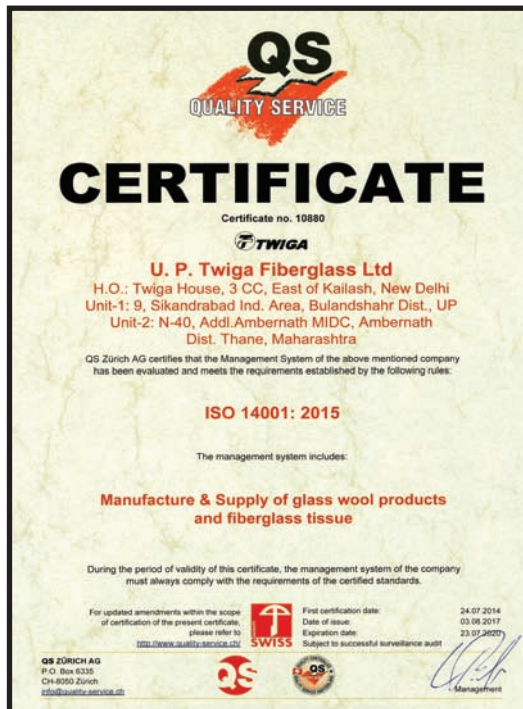 QS
QUALITY SERVICE
CERTIFICATE
Certificate no. 10880
TWIGA
U. P. Twiga Fiberglass Ltd
H.O.: Twiga House, 3 CC, East of Kailash, New Delhi
Unit-1: 9, Sikandrabad Ind. Area, Bulandshahr Dist., UP
Unit-2: N-40, Addl.Ambernath MIDC, Ambernath
Dist. Thane, Maharashtra
QS Zürich AG certifies that the Management System of the above mentioned company
has been evaluated and meets the requirements established by the following rules:
ISO 14001: 2015
The management system includes:
Manufacture & Supply of glass wool products
and fiberglass tissue
During the period of validity of this certificate, the management system of the company
must always comply with the requirements of the certified standards.
For updated amendments within the scope
of certification of the present certificate,
please refer to
http://www.quality-service.ch/
SWISS
First certification date: 24.07.2014
Date of issue: 03.08.2017
Expiration date: 23.07.2020
Subject to successful surveillance audit
QS ZÜRICH AG
P.O. Box 6335
CH-8050 Zürich
info@quality-service.ch
QS
QS
Management